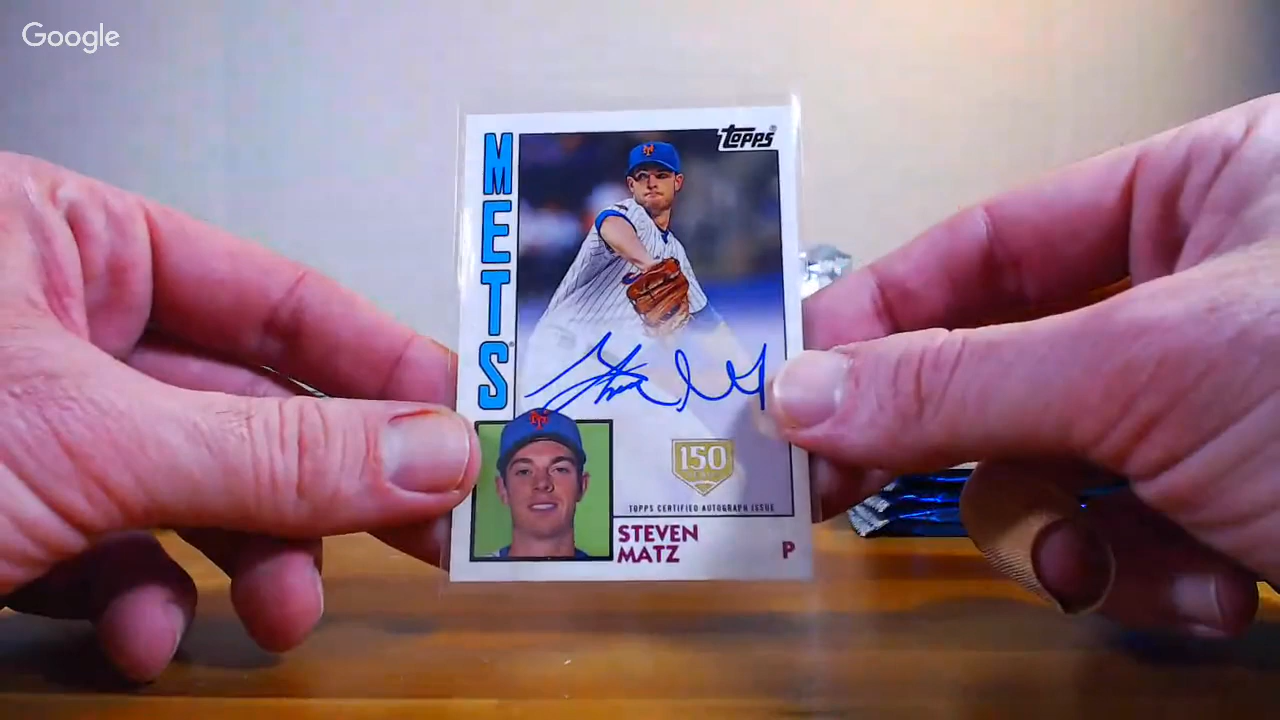 Google
METS
Topps
150
TOPPS CERTIFIED AUTOGRAPH ISSUE
STEVEN
MATZ
P